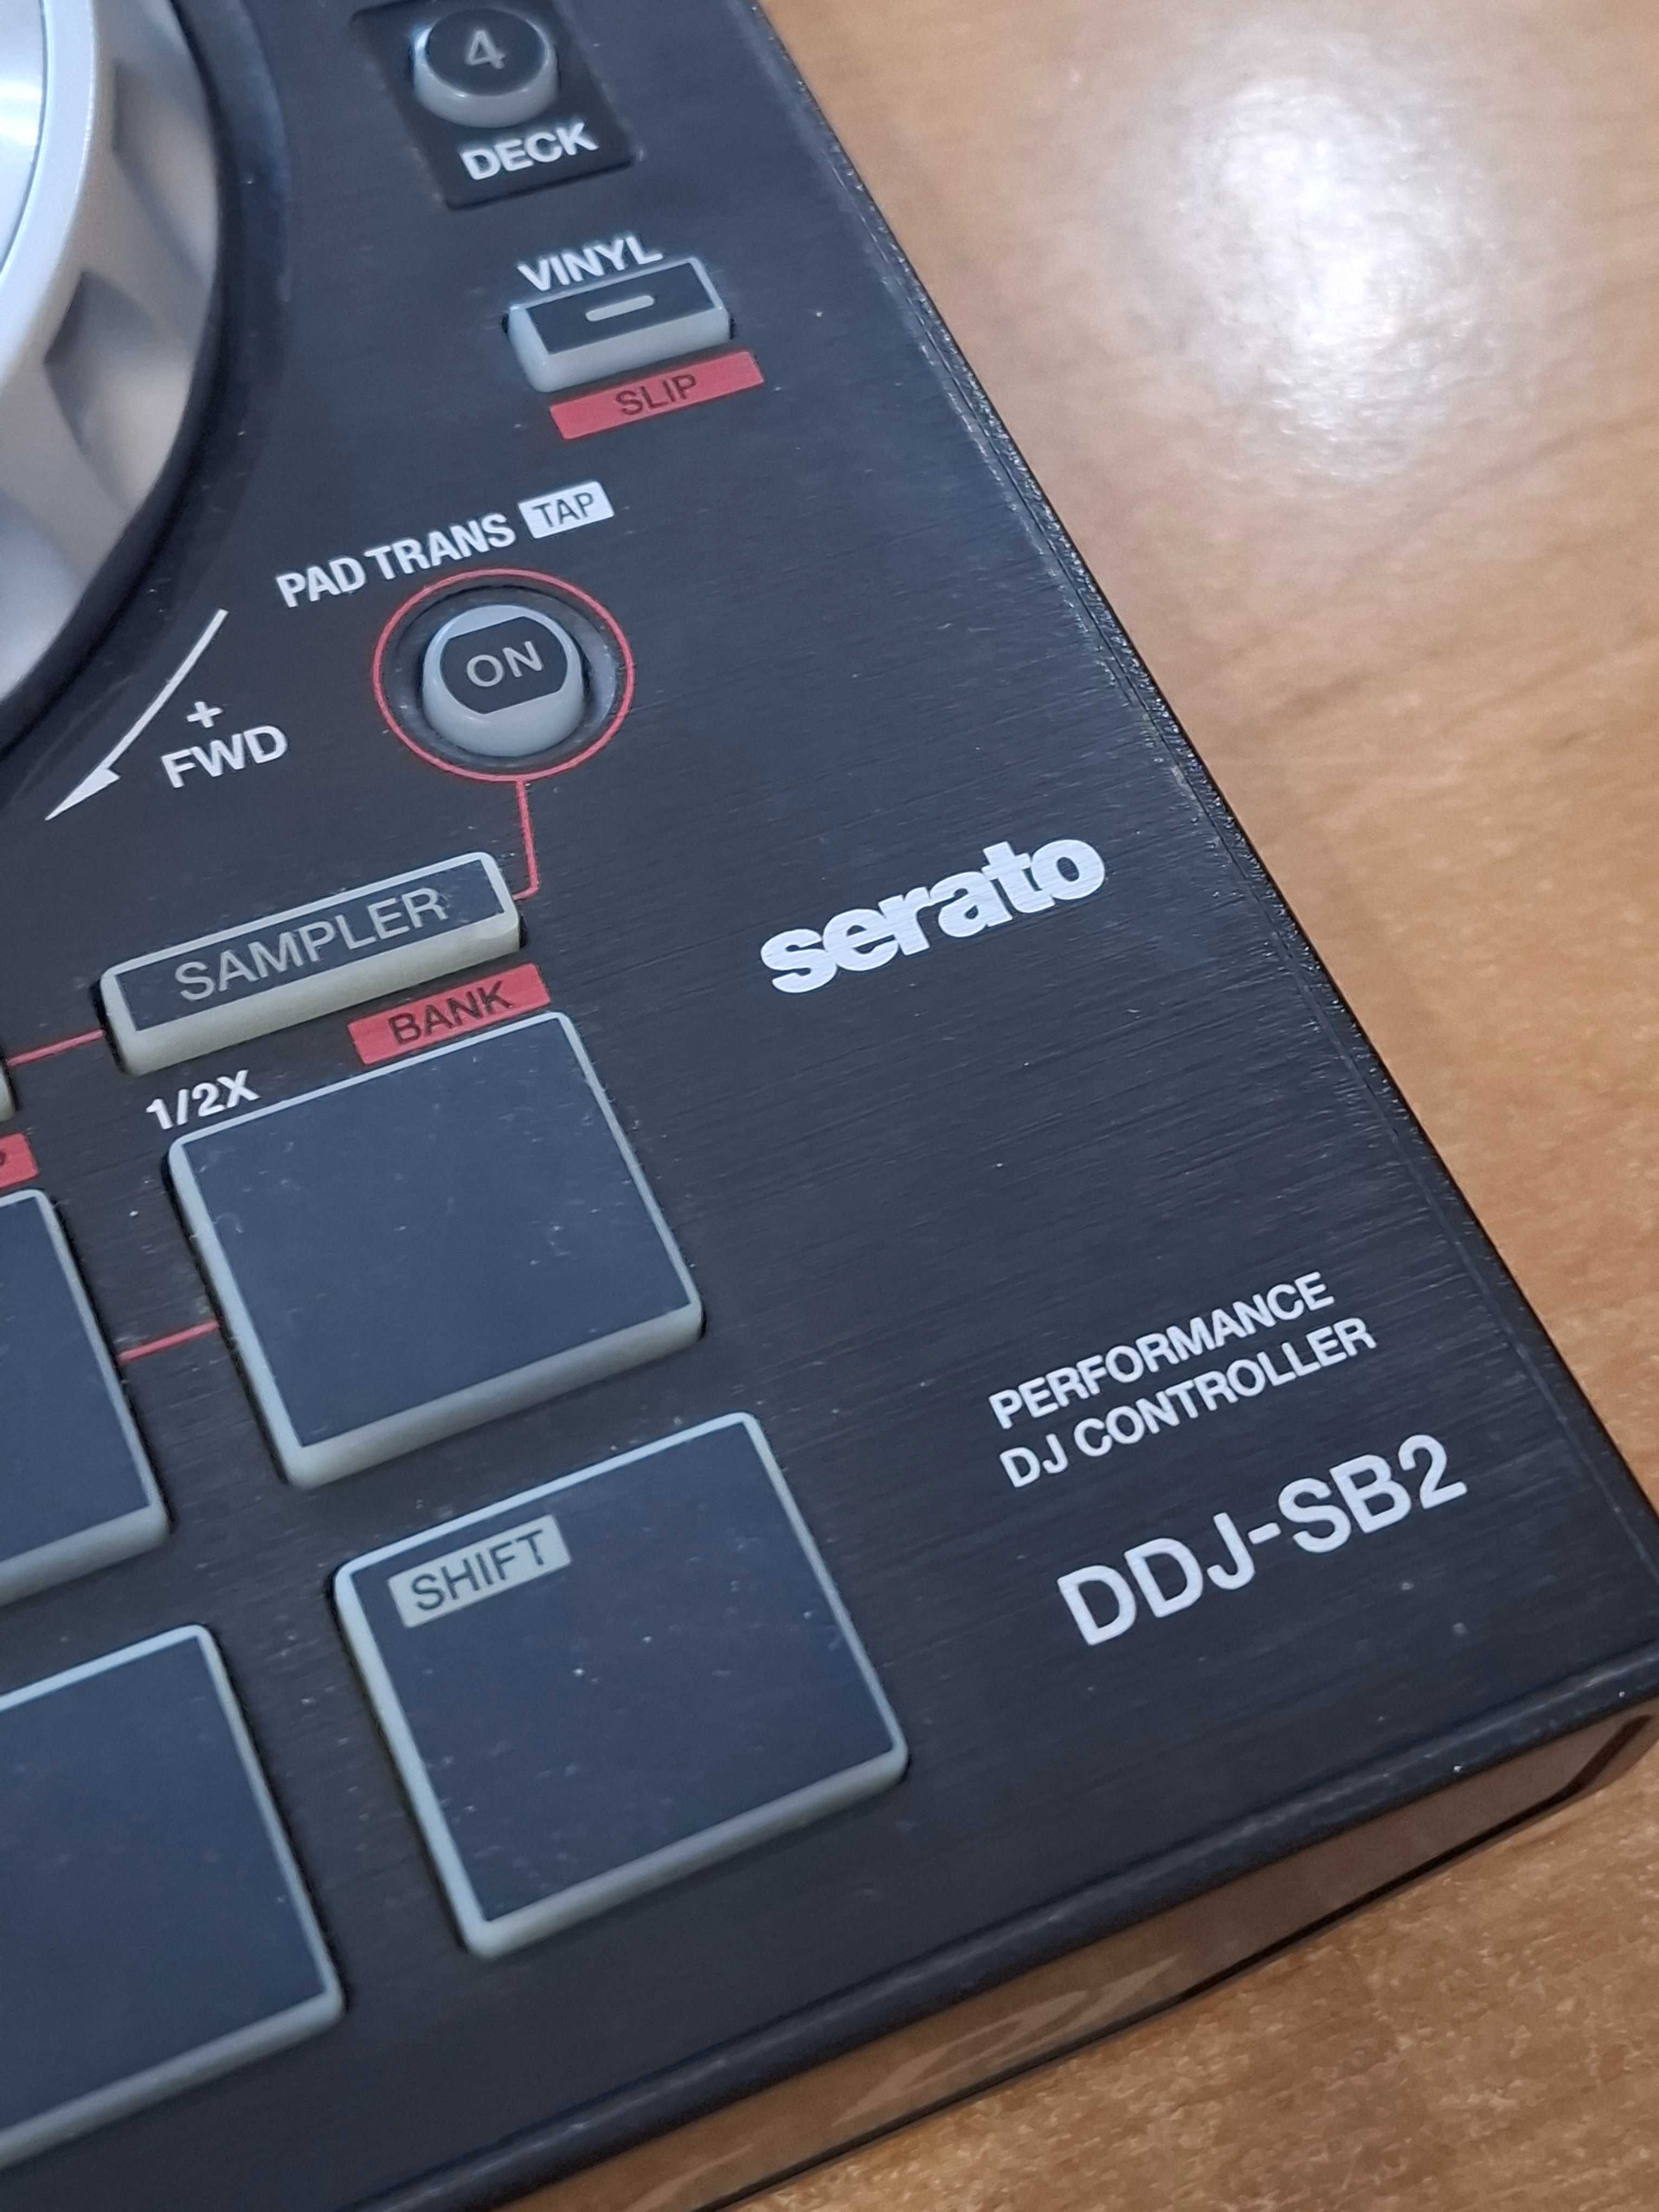 4
DECK
VINYL
SLIP
PAD TRANS TAP
ON
+
FWD
serato
SAMPLER
BANK
1/2X
PERFORMANCE
DJ CONTROLLER
DDJ-SB2
SHIFT